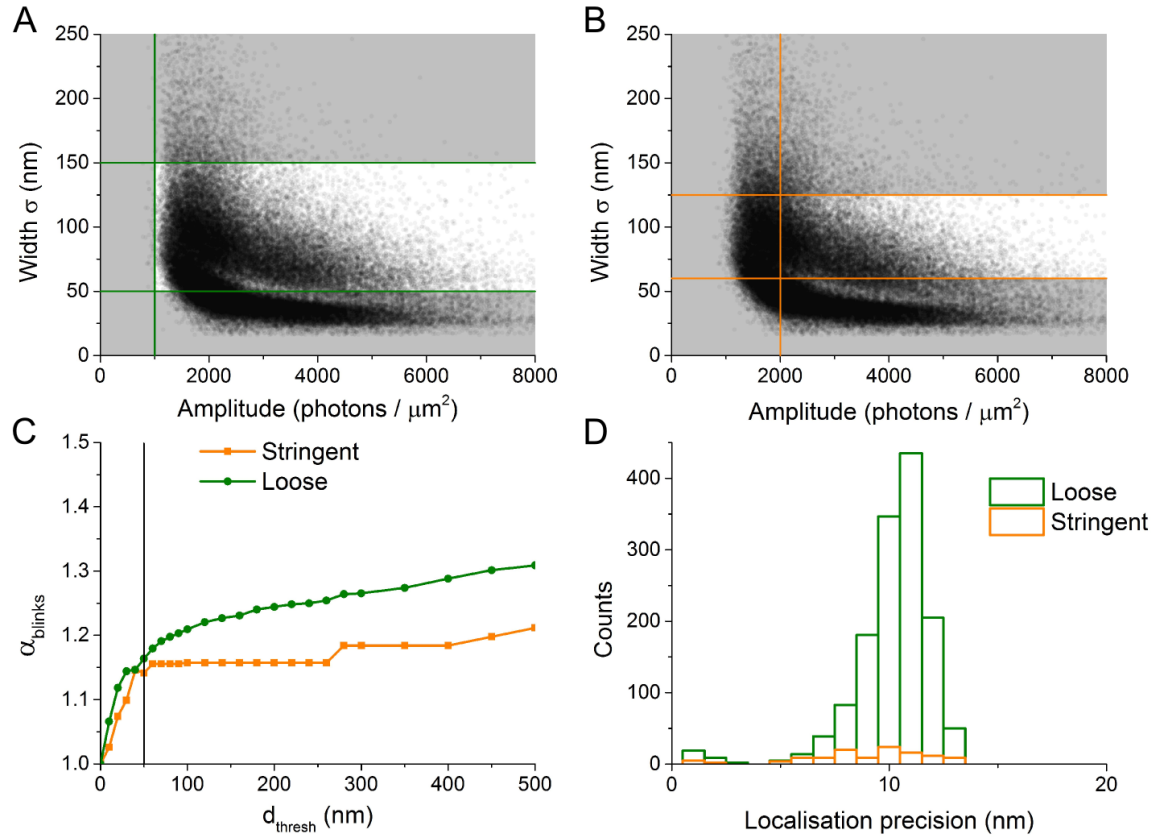 A
250
200
150
100
50
0
Width σ (nm)
0 2000 4000 6000 8000
Amplitude (photons / μm²)
B
250
200
150
100
50
0
Width σ (nm)
0 2000 4000 6000 8000
Amplitude (photons / μm²)
C
1.5
1.4
1.3
1.2
1.1
1.0
αblinks
Stringent
Loose
0 100 200 300 400 500
dthresh (nm)
D
400
300
200
100
0
Counts
Loose
Stringent
0 10 20
Localisation precision (nm)